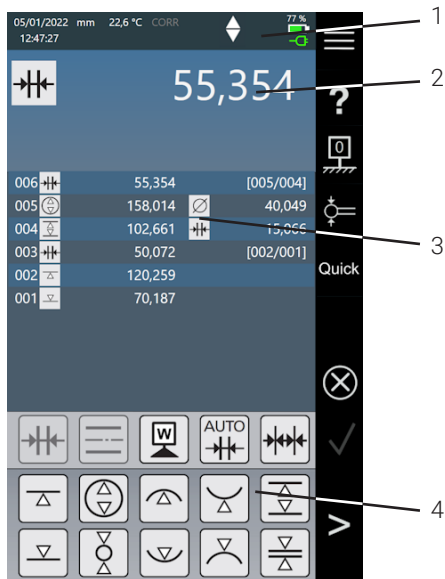 05/01/2022 mm 22,6 °C CORR 77 %
12:47:27
1
55,354
2
?
0
006 55,354 [005/004]
005 158,014 40,049
004 102,661 15,066
003 50,072 [002/001]
3
002 120,259
001 70,187
Quick
W
AUTO
4
>